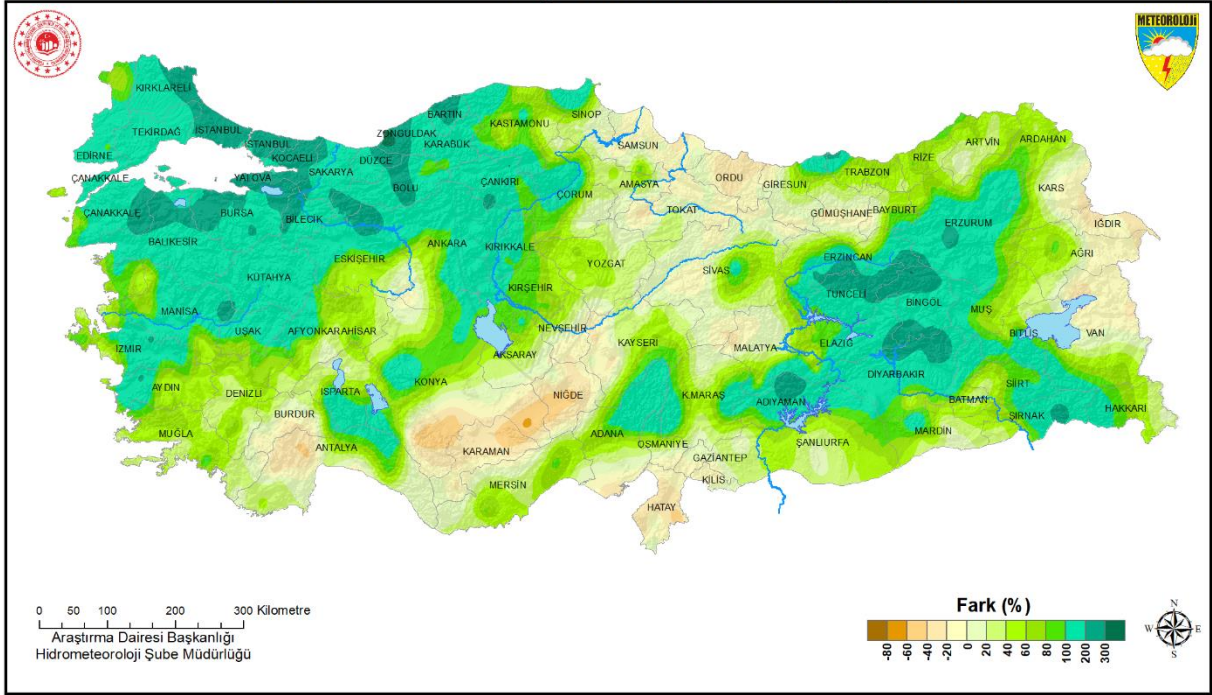 METEOROLOJİ
KIRKLARELİ
TEKİRDAĞ
İSTANBUL
İSTANBUL
EDİRNE
KOCAELİ
YALOVA
SAKARYA
DÜZCE
ZONGULDAK
BARTIN
KARABÜK
KASTAMONU
SİNOP
SAMSUN
ORDU
GİRESUN
TRABZON
RİZE
ARTVİN
ARDAHAN
ÇANAKKALE
ÇANAKKALE
BURSA
BİLECİK
BOLU
ÇANKIRI
ÇORUM
AMASYA
TOKAT
GÜMÜŞHANE
BAYBURT
ERZURUM
KARS
IĞDIR
AĞRI
BALIKESİR
KÜTAHYA
ESKİŞEHİR
ANKARA
KIRIKKALE
YOZGAT
SİVAS
ERZİNCAN
TUNCELİ
BİNGÖL
MUŞ
BİTLİS
VAN
MANİSA
UŞAK
AFYONKARAHİSAR
KIRŞEHİR
NEVŞEHİR
KAYSERİ
MALATYA
ELAZIĞ
DİYARBAKIR
İZMİR
AYDIN
DENİZLİ
ISPARTA
KONYA
AKSARAY
NİĞDE
K.MARAŞ
ADIYAMAN
BATMAN
SİİRT
ŞIRNAK
HAKKARİ
MUĞLA
BURDUR
ANTALYA
KARAMAN
MERSİN
ADANA
OSMANİYE
GAZİANTEP
KİLİS
ŞANLIURFA
MARDİN
HATAY
0 50 100 200 300 Kilometre
Araştırma Dairesi Başkanlığı
Hidrometeoroloji Şube Müdürlüğü
Fark (%)
-80 -60 -40 -20 0 20 40 60 80 100 200 300
N
W E
S